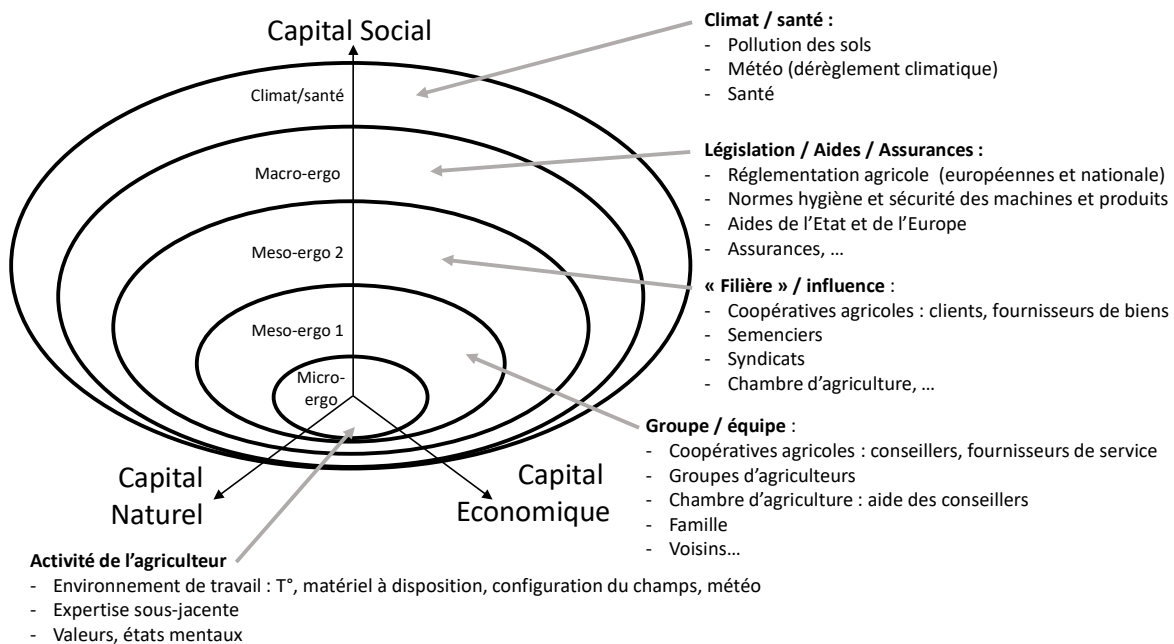 Capital Social
Climat/santé
Macro-ergo
Meso-ergo 2
Meso-ergo 1
Micro-
ergo
Capital
Naturel
Capital
Economique
Climat / santé :
- Pollution des sols
- Météo (dérèglement climatique)
- Santé
Législation / Aides / Assurances :
- Réglementation agricole (européennes et nationale)
- Normes hygiène et sécurité des machines et produits
- Aides de l'Etat et de l'Europe
- Assurances, ...
« Filière » / influence :
- Coopératives agricoles : clients, fournisseurs de biens
- Semenciers
- Syndicats
- Chambre d'agriculture, ...
Groupe / équipe :
- Coopératives agricoles : conseillers, fournisseurs de service
- Groupes d'agriculteurs
- Chambre d'agriculture : aide des conseillers
- Famille
- Voisins...
Activité de l'agriculteur
- Environnement de travail : T°, matériel à disposition, configuration du champs, météo
- Expertise sous-jacente
- Valeurs, états mentaux